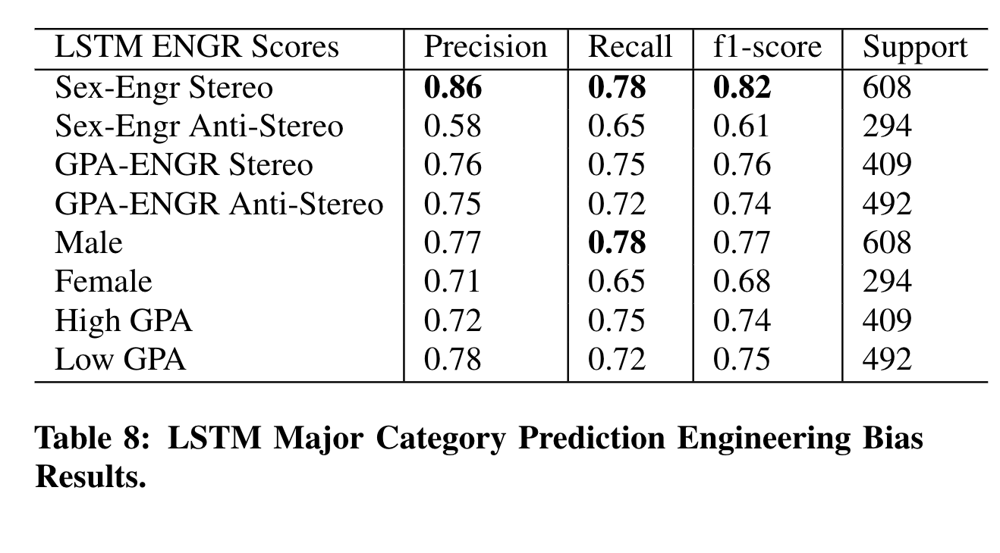 LSTM ENGR Scores Precision Recall f1-score Support
Sex-Engr Stereo 0.86 0.78 0.82 608
Sex-Engr Anti-Stereo 0.58 0.65 0.61 294
GPA-ENGR Stereo 0.76 0.75 0.76 409
GPA-ENGR Anti-Stereo 0.75 0.72 0.74 492
Male 0.77 0.78 0.77 608
Female 0.71 0.65 0.68 294
High GPA 0.72 0.75 0.74 409
Low GPA 0.78 0.72 0.75 492
Table 8: LSTM Major Category Prediction Engineering Bias
Results.